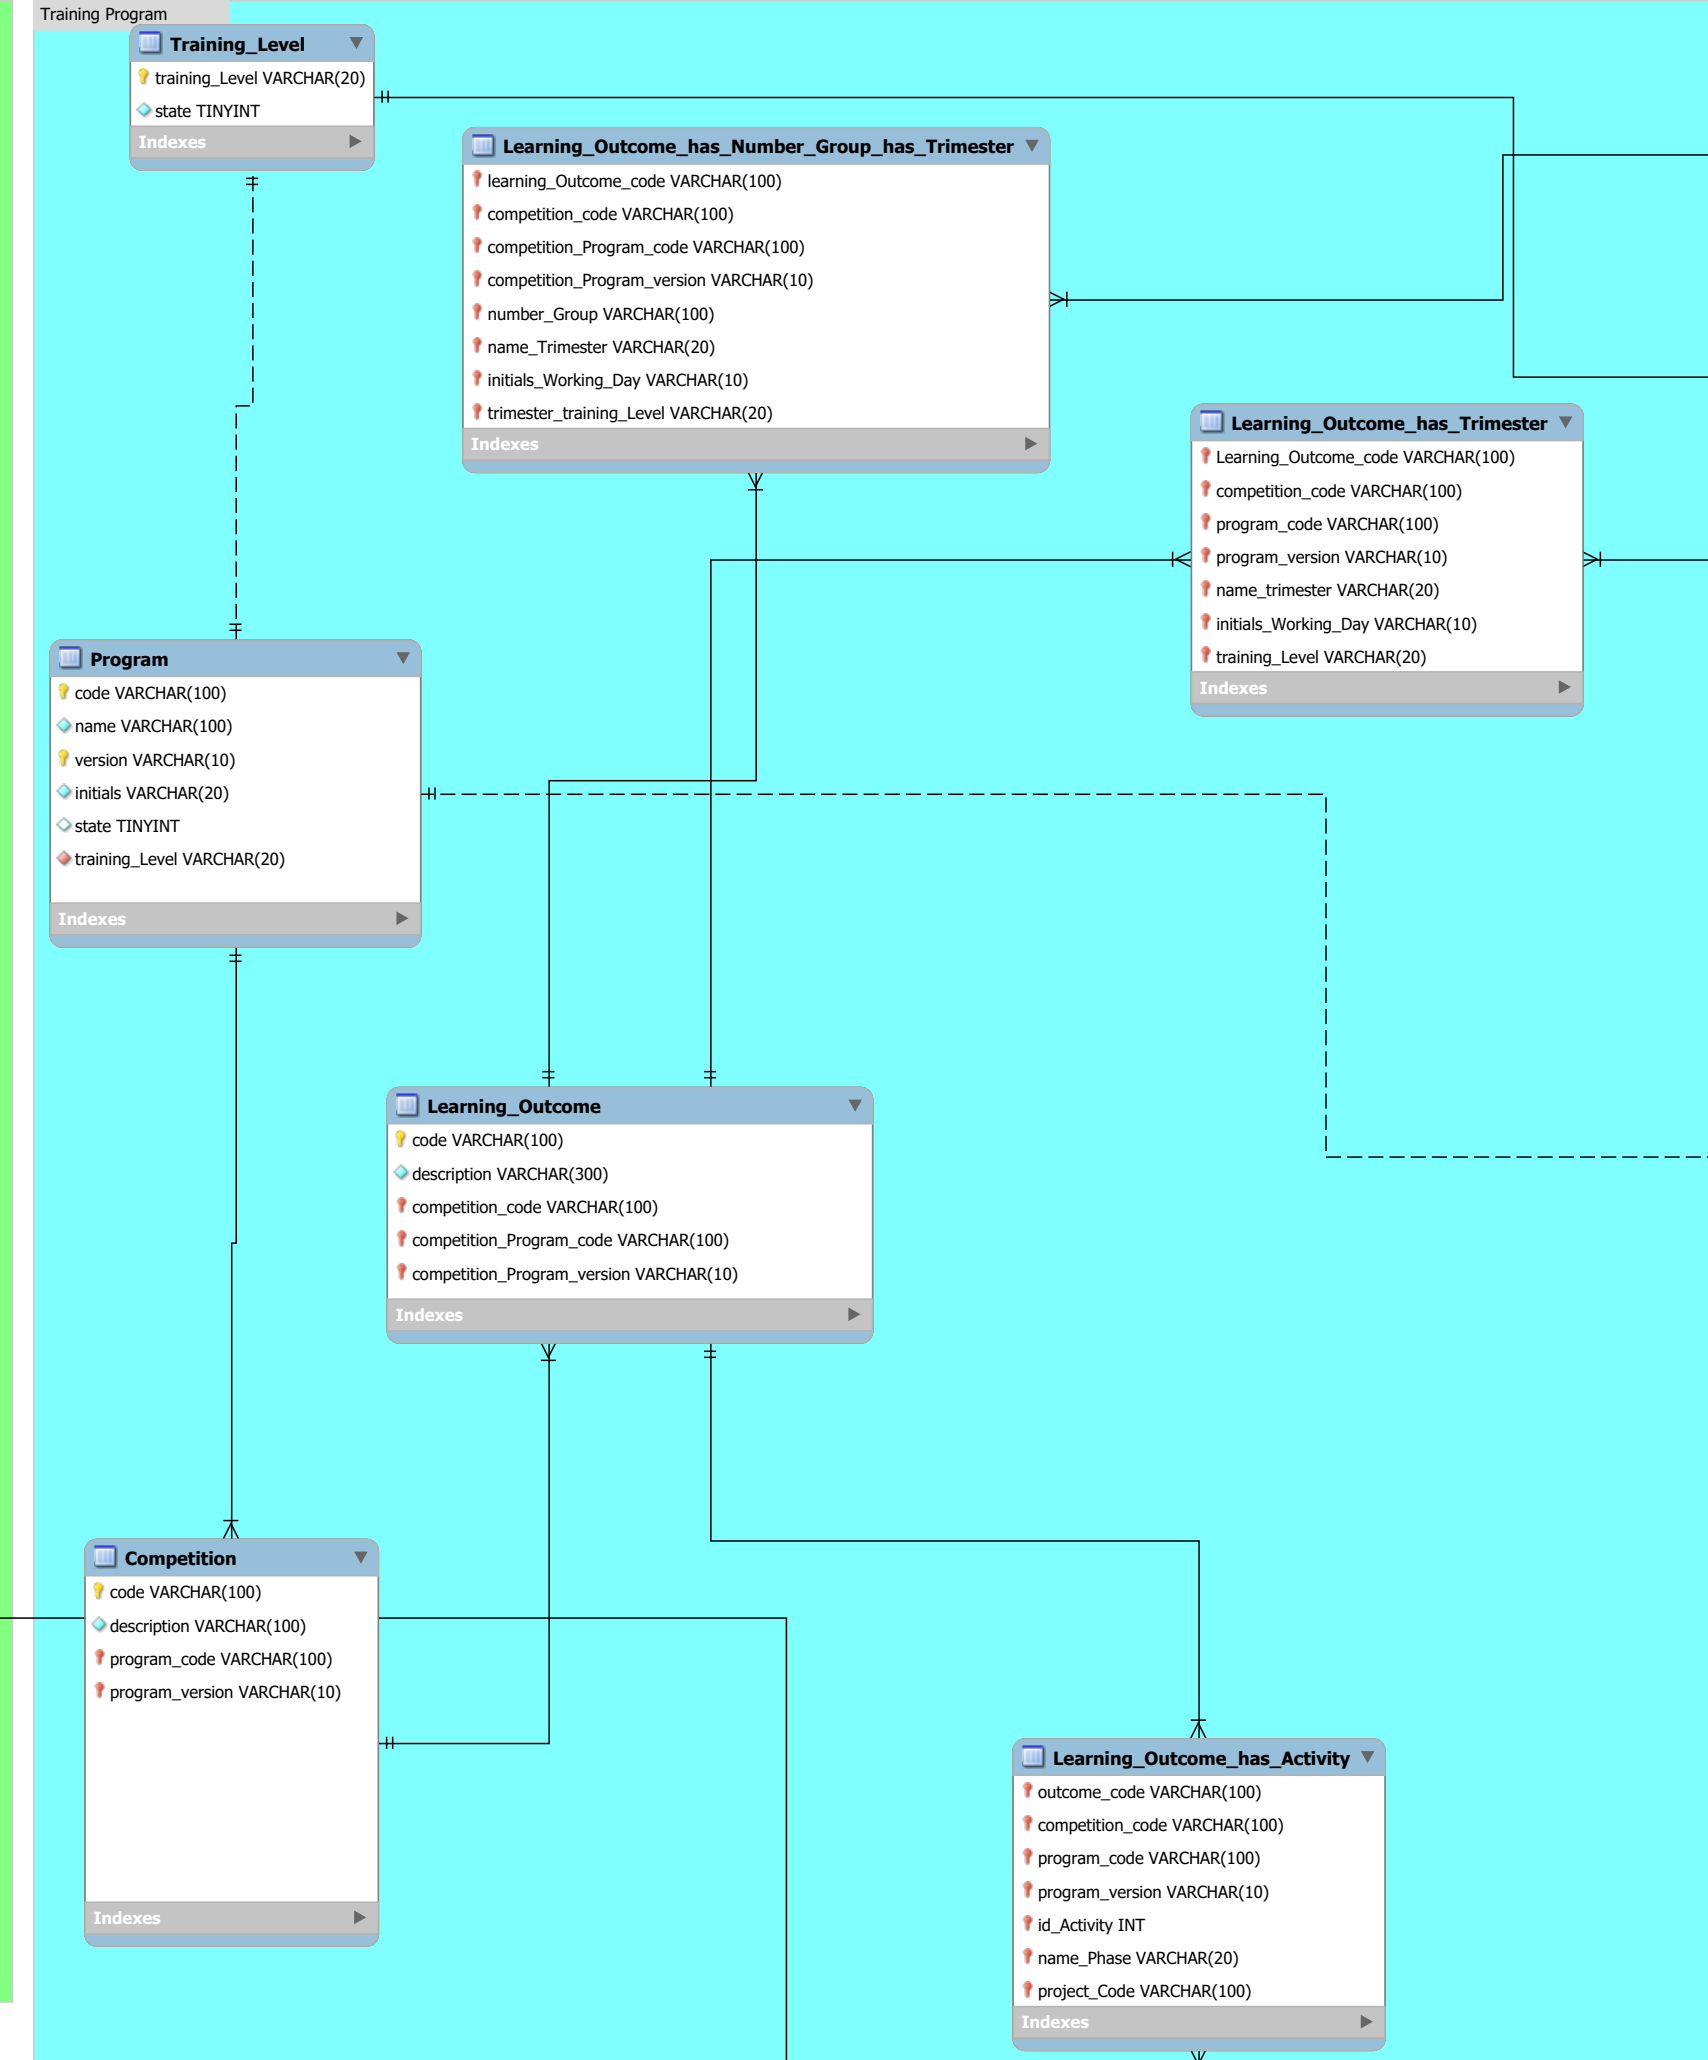 Training Program
Training_Level
training_Level VARCHAR(20)
state TINYINT
Indexes
Learning_Outcome_has_Number_Group_has_Trimester
learning_Outcome_code VARCHAR(100)
competition_code VARCHAR(100)
competition_Program_code VARCHAR(100)
competition_Program_version VARCHAR(10)
number_Group VARCHAR(100)
name_Trimester VARCHAR(20)
initials_Working_Day VARCHAR(10)
trimester_training_Level VARCHAR(20)
Indexes
Learning_Outcome_has_Trimester
Learning_Outcome_code VARCHAR(100)
competition_code VARCHAR(100)
program_code VARCHAR(100)
program_version VARCHAR(10)
name_trimester VARCHAR(20)
initials_Working_Day VARCHAR(10)
training_Level VARCHAR(20)
Indexes
Program
code VARCHAR(100)
name VARCHAR(100)
version VARCHAR(10)
initials VARCHAR(20)
state TINYINT
training_Level VARCHAR(20)
Indexes
Learning_Outcome
code VARCHAR(100)
description VARCHAR(300)
competition_code VARCHAR(100)
competition_Program_code VARCHAR(100)
competition_Program_version VARCHAR(10)
Indexes
Competition
code VARCHAR(100)
description VARCHAR(100)
program_code VARCHAR(100)
program_version VARCHAR(10)
Indexes
Learning_Outcome_has_Activity
outcome_code VARCHAR(100)
competition_code VARCHAR(100)
program_code VARCHAR(100)
program_version VARCHAR(10)
id_Activity INT
name_Phase VARCHAR(20)
project_Code VARCHAR(100)
Indexes